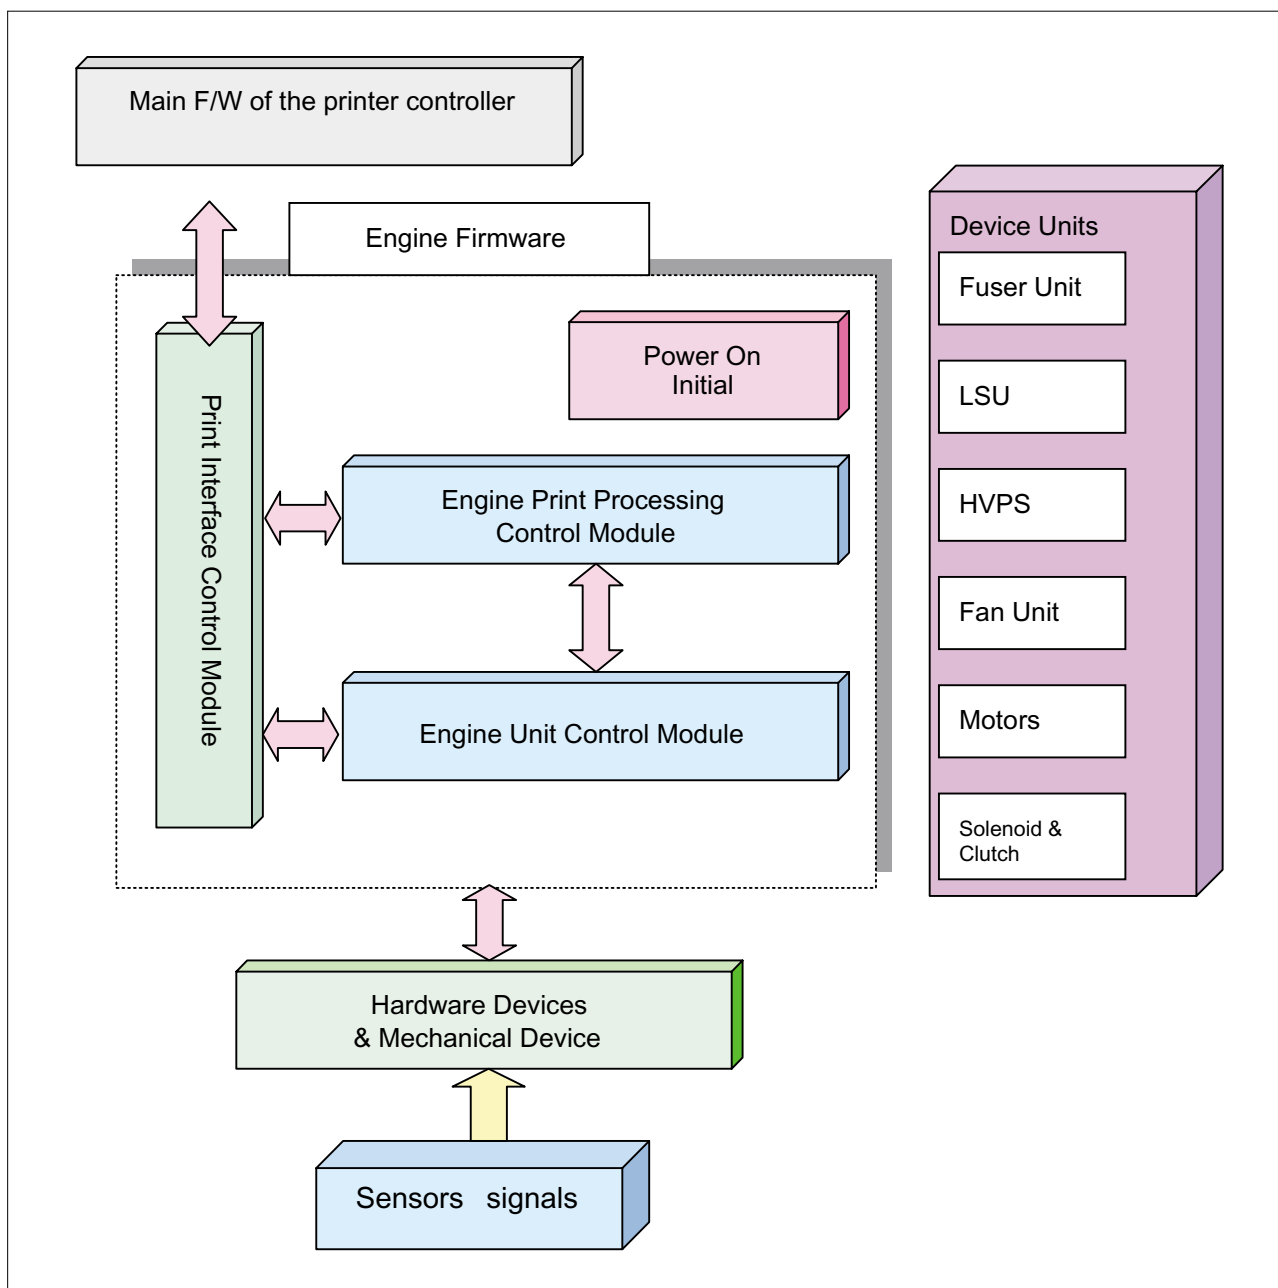 Main F/W of the printer controller
Engine Firmware
Power On
Initial
Print Interface Control Module
Engine Print Processing
Control Module
Engine Unit Control Module
Hardware Devices
& Mechanical Device
Sensors signals
Device Units
Fuser Unit
LSU
HVPS
Fan Unit
Motors
Solenoid &
Clutch